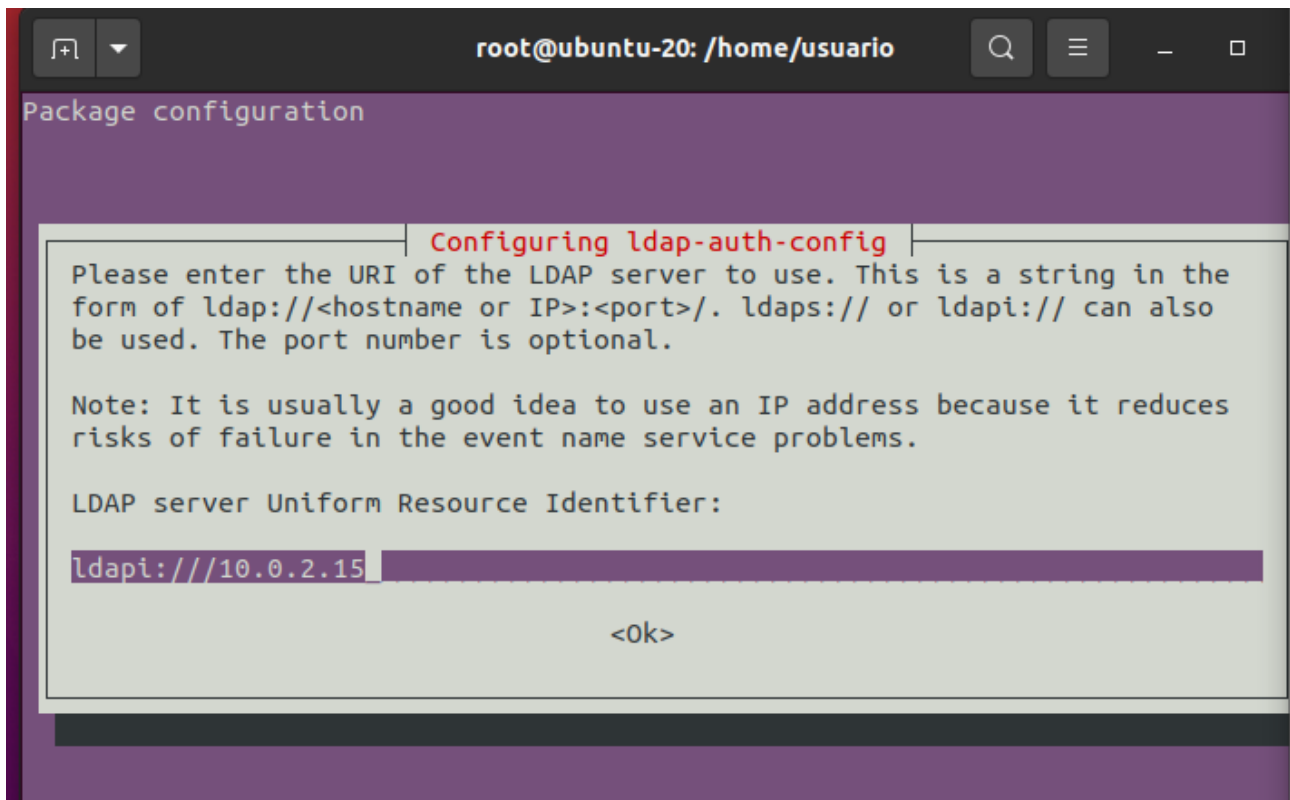 root@ubuntu-20: /home/usuario
Package configuration
Configuring ldap-auth-config
Please enter the URI of the LDAP server to use. This is a string in the
form of ldap://<hostname or IP>:<port>/. ldaps:// or ldapi:// can also
be used. The port number is optional.
Note: It is usually a good idea to use an IP address because it reduces
risks of failure in the event name service problems.
LDAP server Uniform Resource Identifier:
ldapi:///10.0.2.15
<Ok>